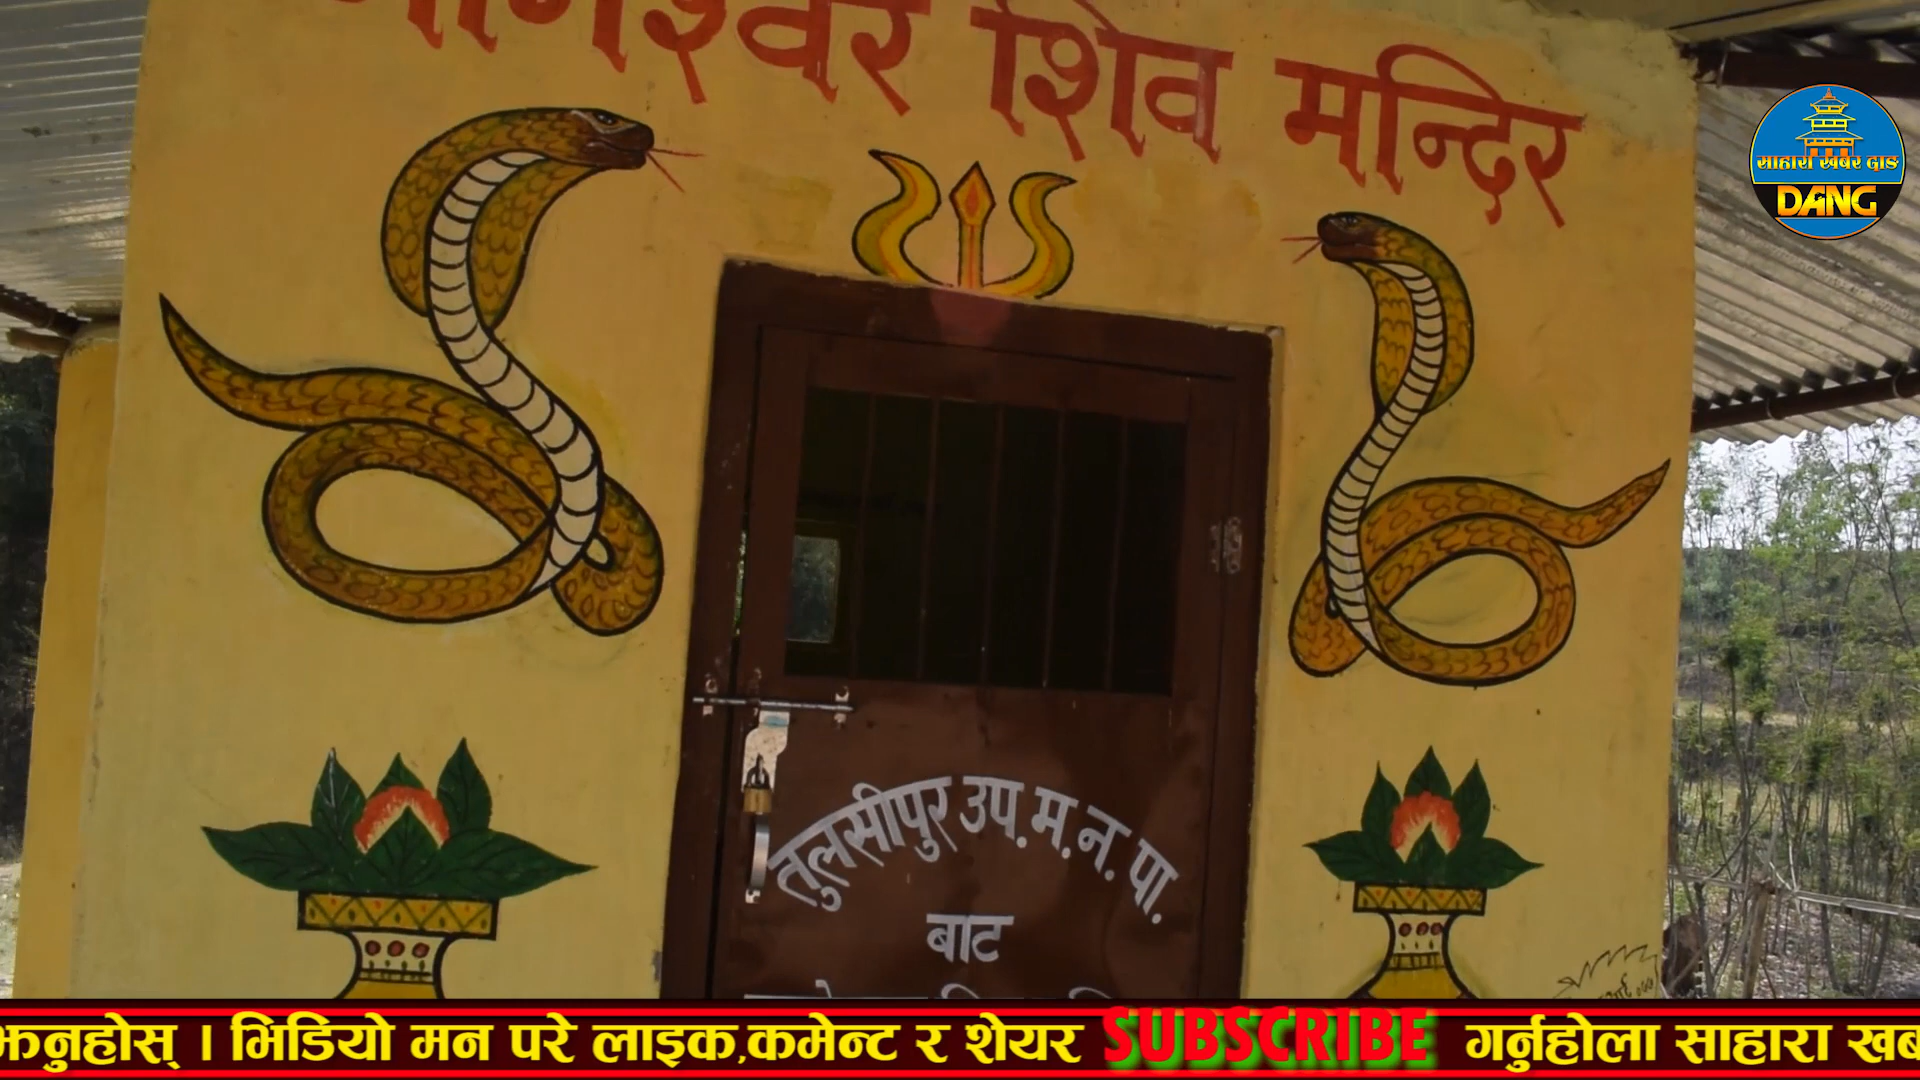 शिव मन्दिर
साहारा खबर दाङ
DANG
तुलसीपुर उप.म.न.पा.
बाट
भिडियो मन परे लाइक,कमेन्ट र शेयर SUBSCRIBE गर्नुहोला साहारा